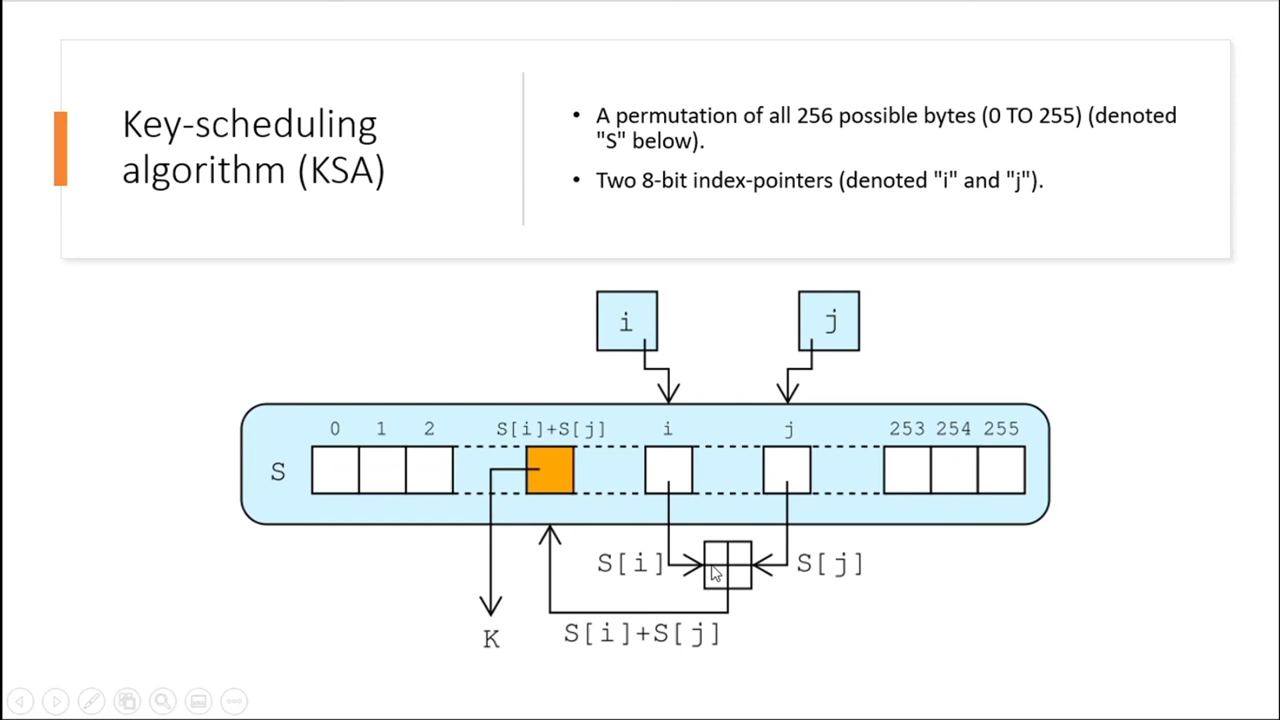 Key-scheduling
algorithm (KSA)
• A permutation of all 256 possible bytes (0 TO 255) (denoted
"S" below).
• Two 8-bit index-pointers (denoted "i" and "j").
i
j
0 1 2 S[i]+S[j] i j 253 254 255
S
S[i] S[j]
K
S[i]+S[j]